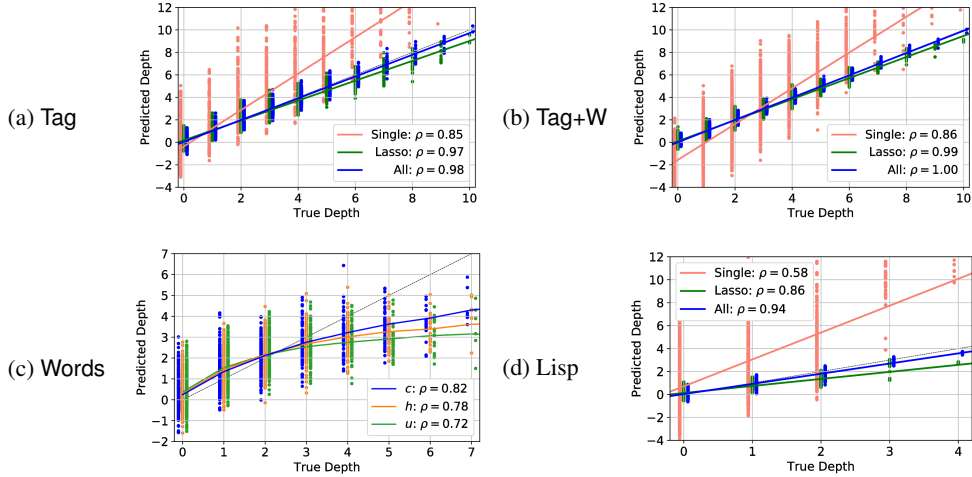 (a) Tag
Predicted Depth
12
10
8
6
4
2
0
−2
−4
0 2 4 6 8 10
True Depth
Single: ρ = 0.85
Lasso: ρ = 0.97
All: ρ = 0.98
(b) Tag+W
Predicted Depth
12
10
8
6
4
2
0
−2
−4
0 2 4 6 8 10
True Depth
Single: ρ = 0.86
Lasso: ρ = 0.99
All: ρ = 1.00
(c) Words
Predicted Depth
7
6
5
4
3
2
1
0
−1
−2
0 1 2 3 4 5 6 7
True Depth
c: ρ = 0.82
h: ρ = 0.78
u: ρ = 0.72
(d) Lisp
Predicted Depth
12
10
8
6
4
2
0
−2
−4
0 1 2 3 4
True Depth
Single: ρ = 0.58
Lasso: ρ = 0.86
All: ρ = 0.94